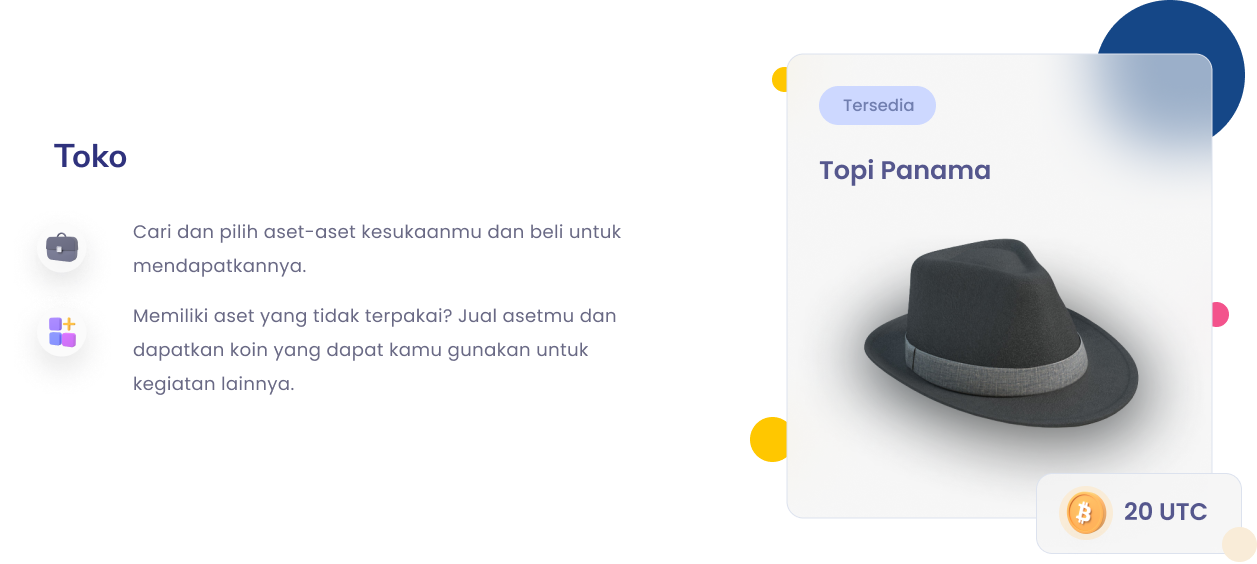 Toko
Cari dan pilih aset-aset kesukaanmu dan beli untuk
mendapatkannya.
Memiliki aset yang tidak terpakai? Jual asetmu dan
dapatkan koin yang dapat kamu gunakan untuk
kegiatan lainnya.
Tersedia
Topi Panama
20 UTC